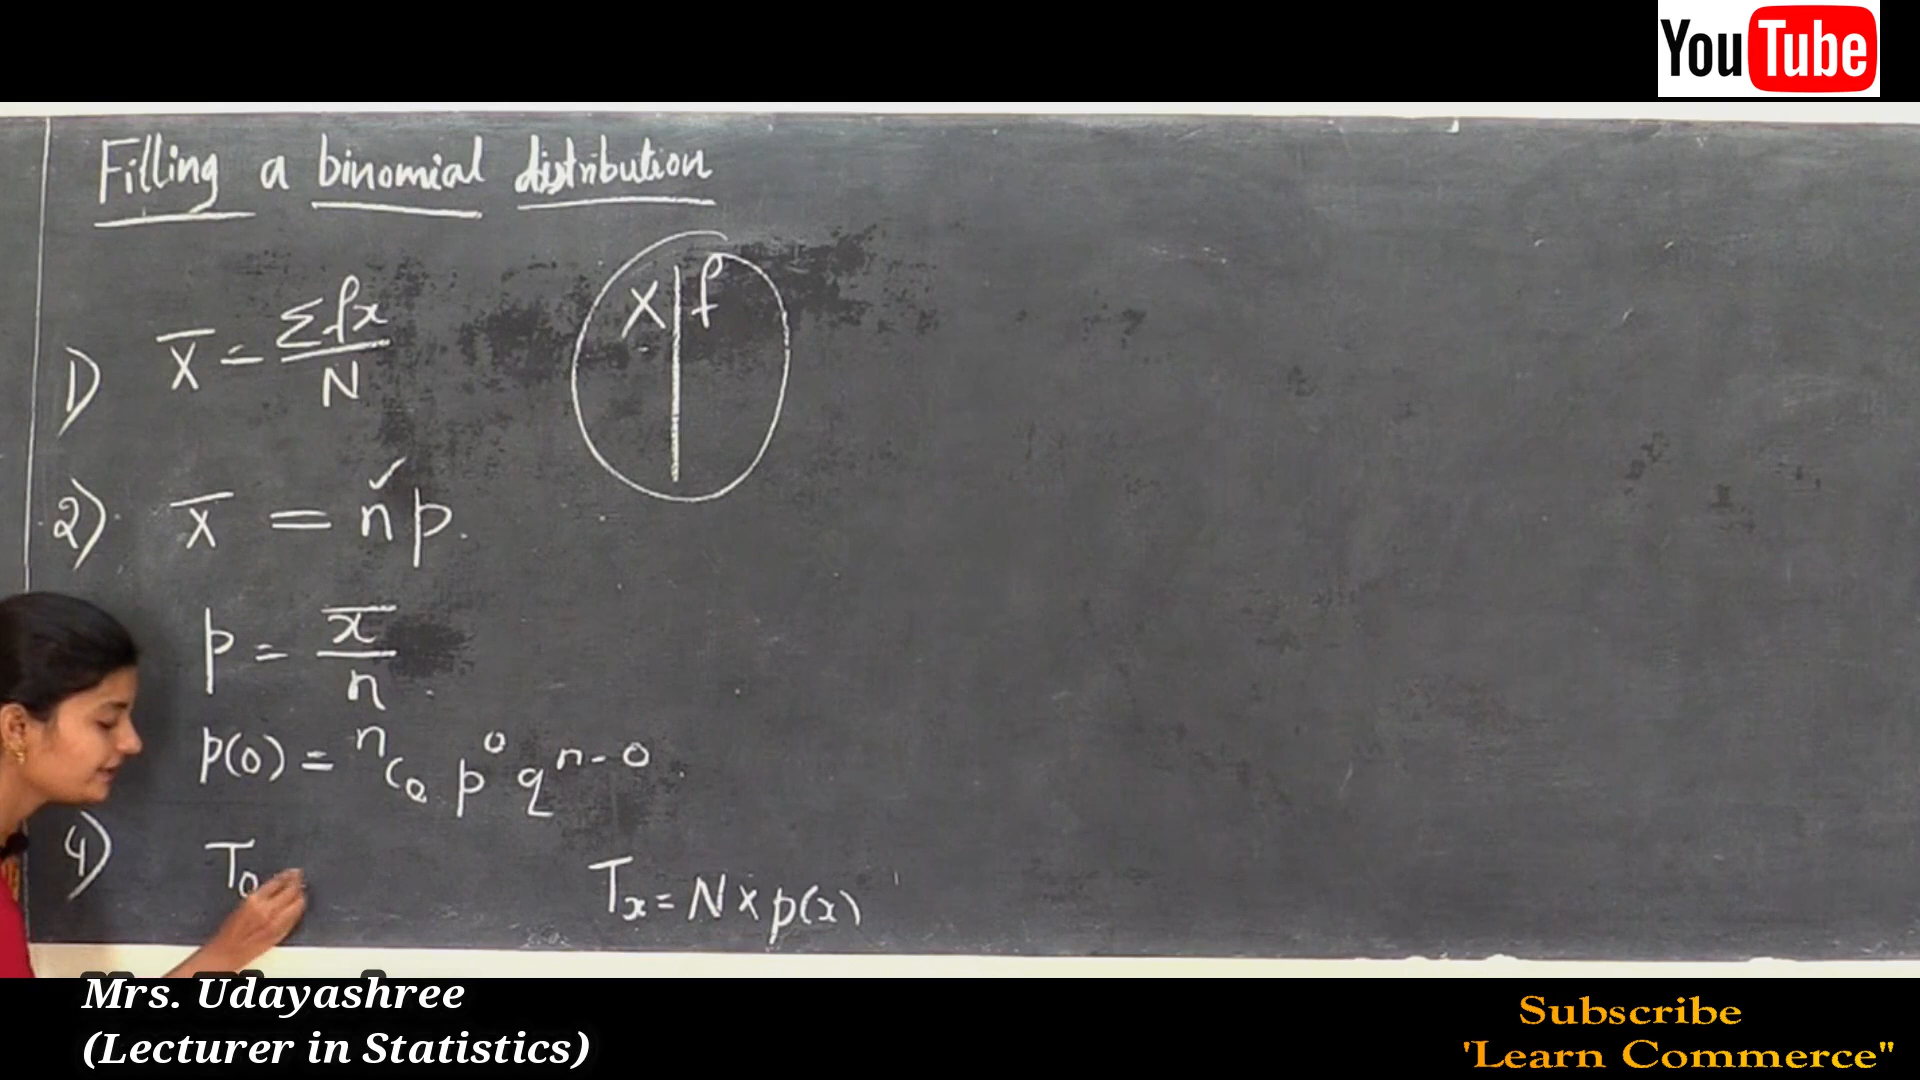 YouTube
Filling a binomial distribution
X | f
1) X̅ = Σfx / N
2) X̅ = np.
p = x̅ / n
p(0) = ⁿC₀ p⁰ qⁿ⁻⁰.
4) T₀
Tₓ = N × p(x)
Mrs. Udayashree
(Lecturer in Statistics)
Subscribe
'Learn Commerce"